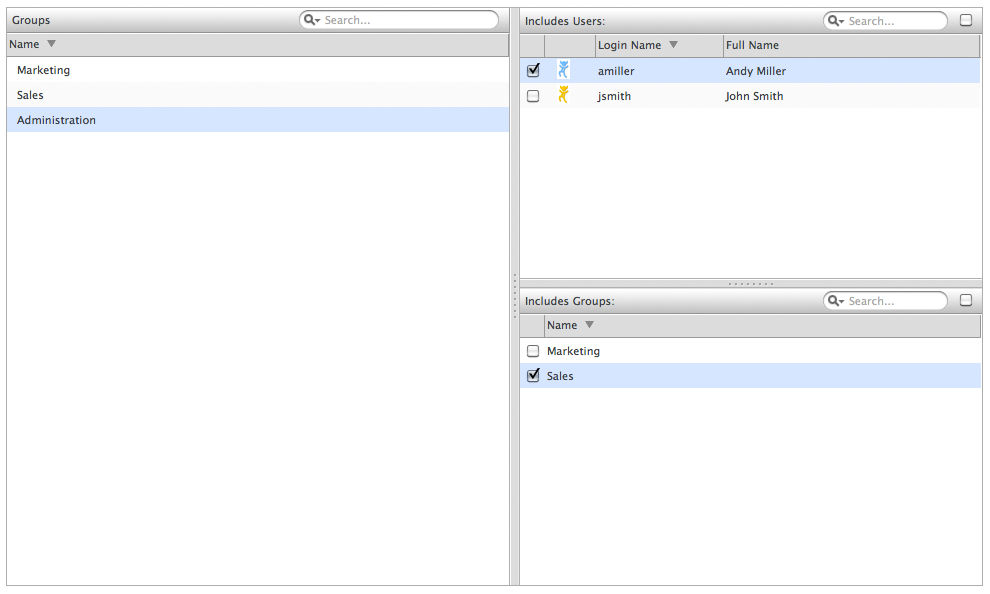 Groups
Search...
Name
Marketing
Sales
Administration
Includes Users:
Search...
Login Name Full Name
amiller Andy Miller
jsmith John Smith
Includes Groups:
Search...
Name
Marketing
Sales